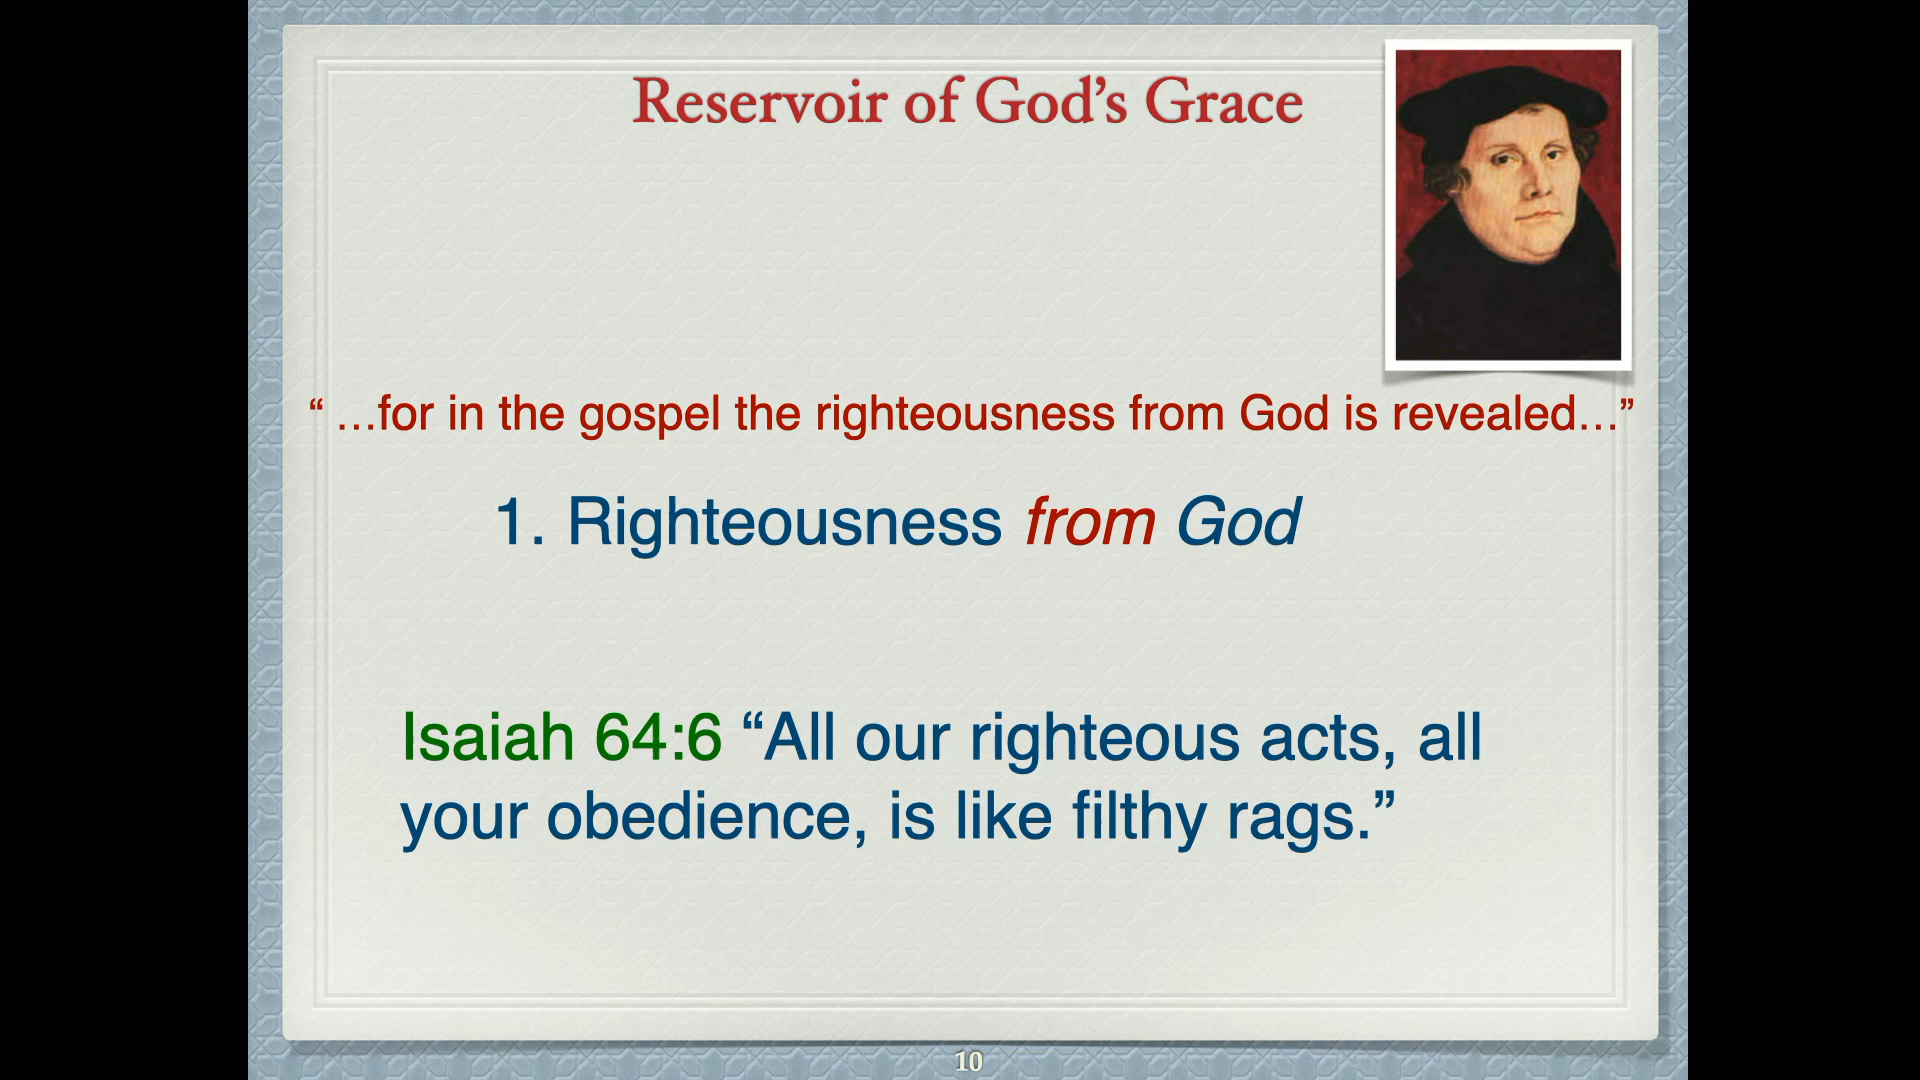 Reservoir of God’s Grace
“ …for in the gospel the righteousness from God is revealed…”
1. Righteousness from God
Isaiah 64:6 “All our righteous acts, all
your obedience, is like filthy rags.”
10